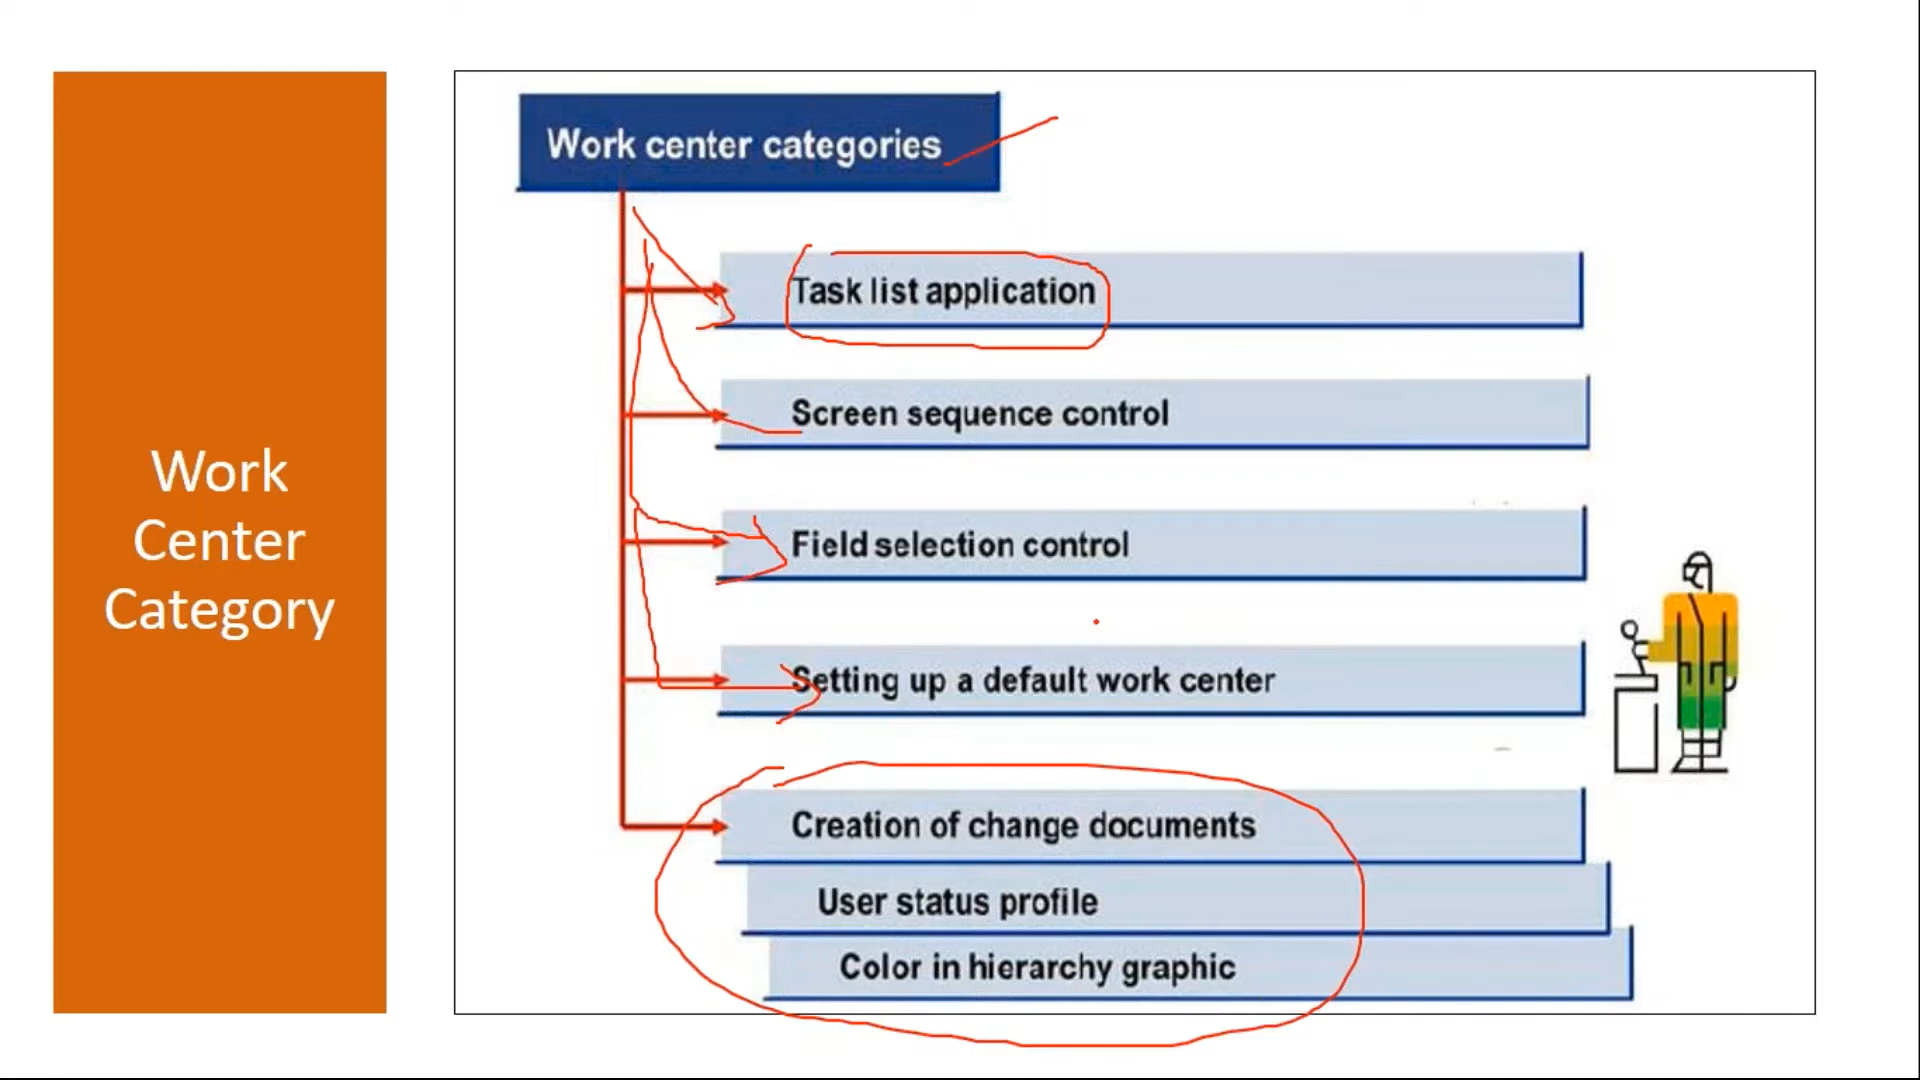 Work
Center
Category
Work center categories
Task list application
Screen sequence control
Field selection control
Setting up a default work center
Creation of change documents
User status profile
Color in hierarchy graphic